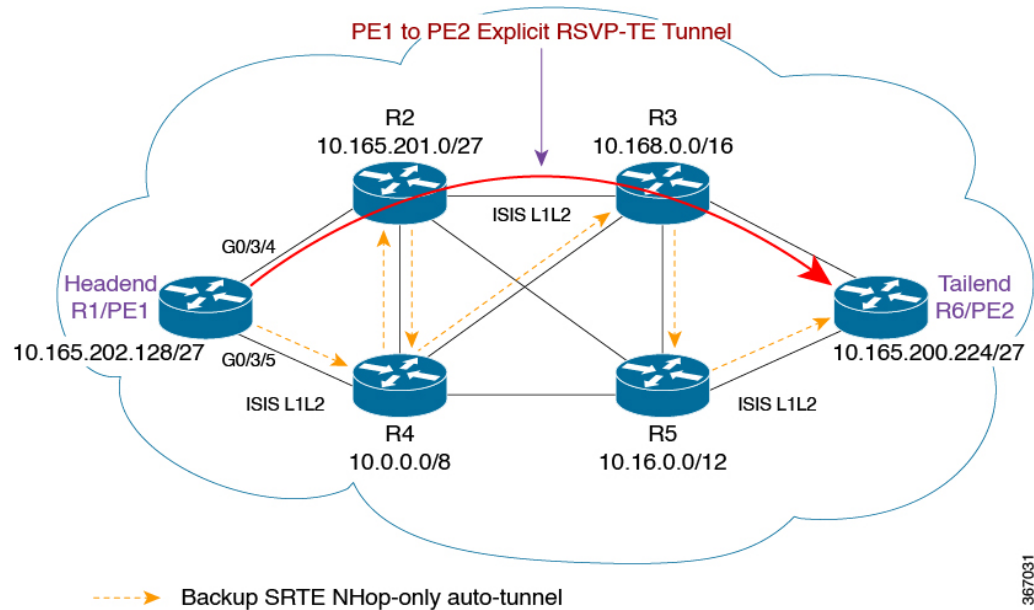 PE1 to PE2 Explicit RSVP-TE Tunnel
R2
10.165.201.0/27
R3
10.168.0.0/16
ISIS L1L2
G0/3/4
Headend
R1/PE1
10.165.202.128/27
Tailend
R6/PE2
10.165.200.224/27
G0/3/5
ISIS L1L2
ISIS L1L2
R4
10.0.0.0/8
R5
10.16.0.0/12
Backup SRTE NHop-only auto-tunnel
367031